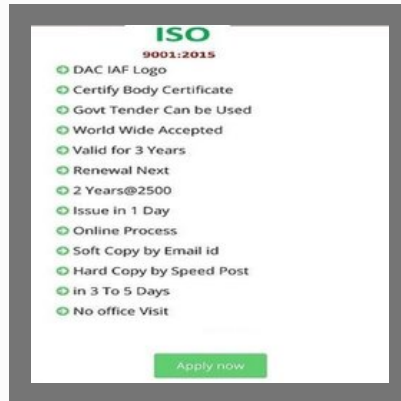 ISO
9001:2015
DAC IAF Logo
Certify Body Certificate
Govt Tender Can be Used
World Wide Accepted
Valid for 3 Years
Renewal Next
2 Years@2500
Issue in 1 Day
Online Process
Soft Copy by Email id
Hard Copy by Speed Post
in 3 To 5 Days
No office Visit
Apply now